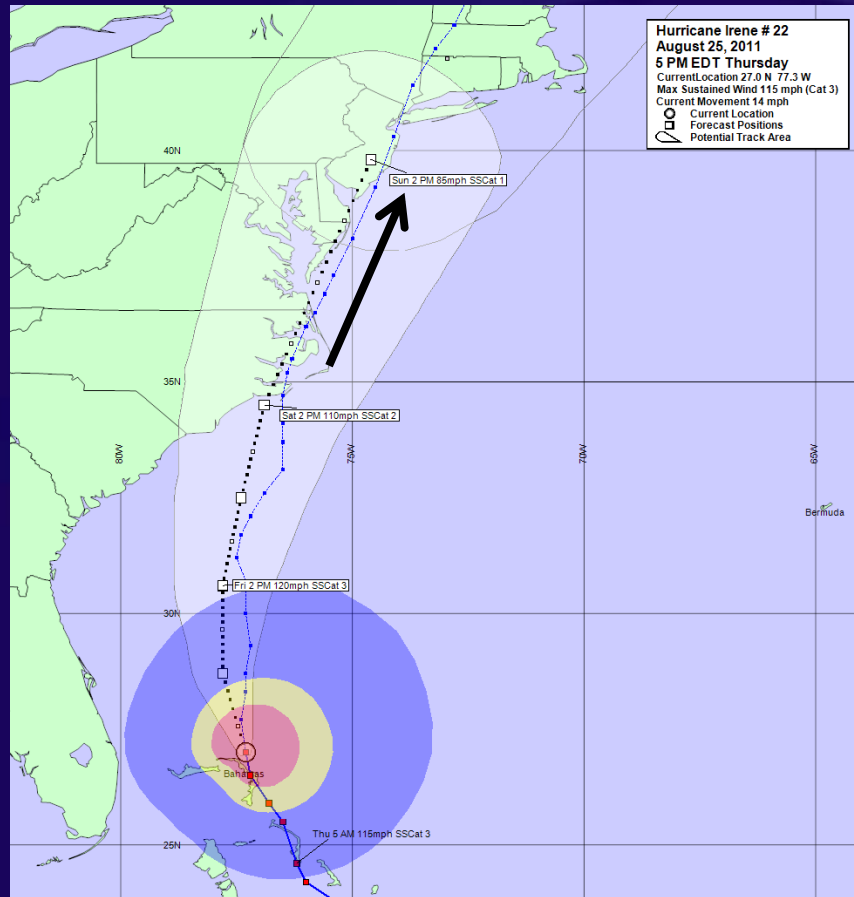 Hurricane Irene # 22
August 25, 2011
5 PM EDT Thursday
CurrentLocation 27.0 N  77.3 W
Max Sustained Wind 115 mph (Cat 3)
Current Movement 14 mph
Current Location
Forecast Positions
Potential Track Area
40N
Sun 2 PM 85mph SSCat 1
35N
Sat 2 PM 110mph SSCat 2
80W
75W
70W
65W
Bermuda
Fri 2 PM 120mph SSCat 3
30N
Bahamas
Thu 5 AM 115mph SSCat 3
25N